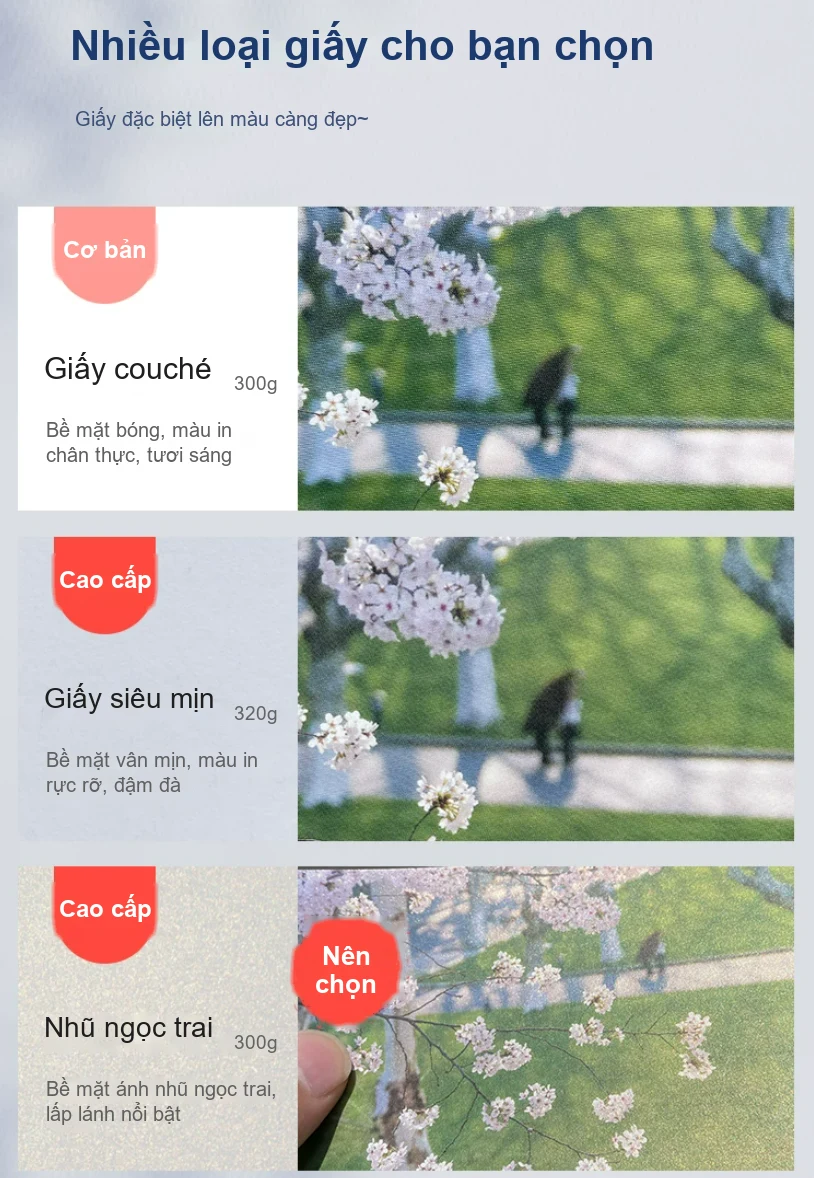 Nhiều loại giấy cho bạn chọn
Giấy đặc biệt lên màu càng đẹp~
Cơ bản
Giấy couché 300g
Bề mặt bóng, màu in
chân thực, tươi sáng
Cao cấp
Giấy siêu mịn 320g
Bề mặt vân mịn, màu in
rực rỡ, đậm đà
Cao cấp
Nên
chọn
Nhũ ngọc trai 300g
Bề mặt ánh nhũ ngọc trai,
lấp lánh nổi bật